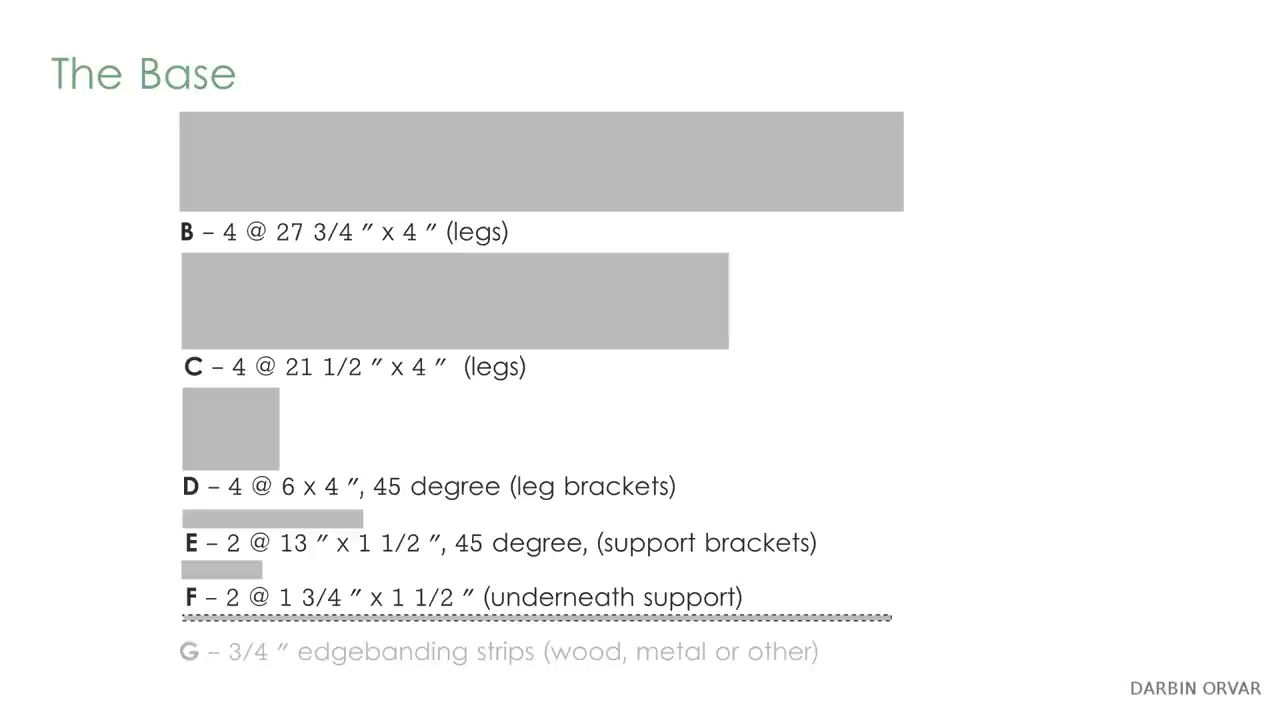 The Base
B – 4 @ 27 3/4 ″ x 4 ″ (legs)
C – 4 @ 21 1/2 ″ x 4 ″ (legs)
D – 4 @ 6 x 4 ″, 45 degree (leg brackets)
E – 2 @ 13 ″ x 1 1/2 ″, 45 degree, (support brackets)
F – 2 @ 1 3/4 ″ x 1 1/2 ″ (underneath support)
G – 3/4 ″ edgebanding strips (wood, metal or other)
DARBIN ORVAR